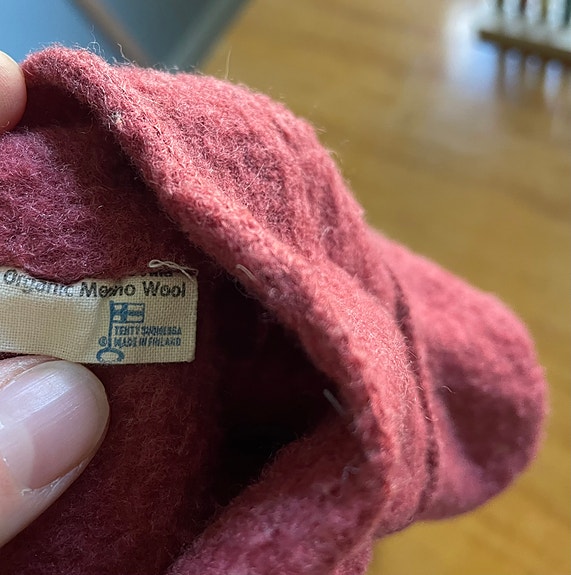 Organic Merino Wool
TEHTY SUOMESSA
MADE IN FINLAND